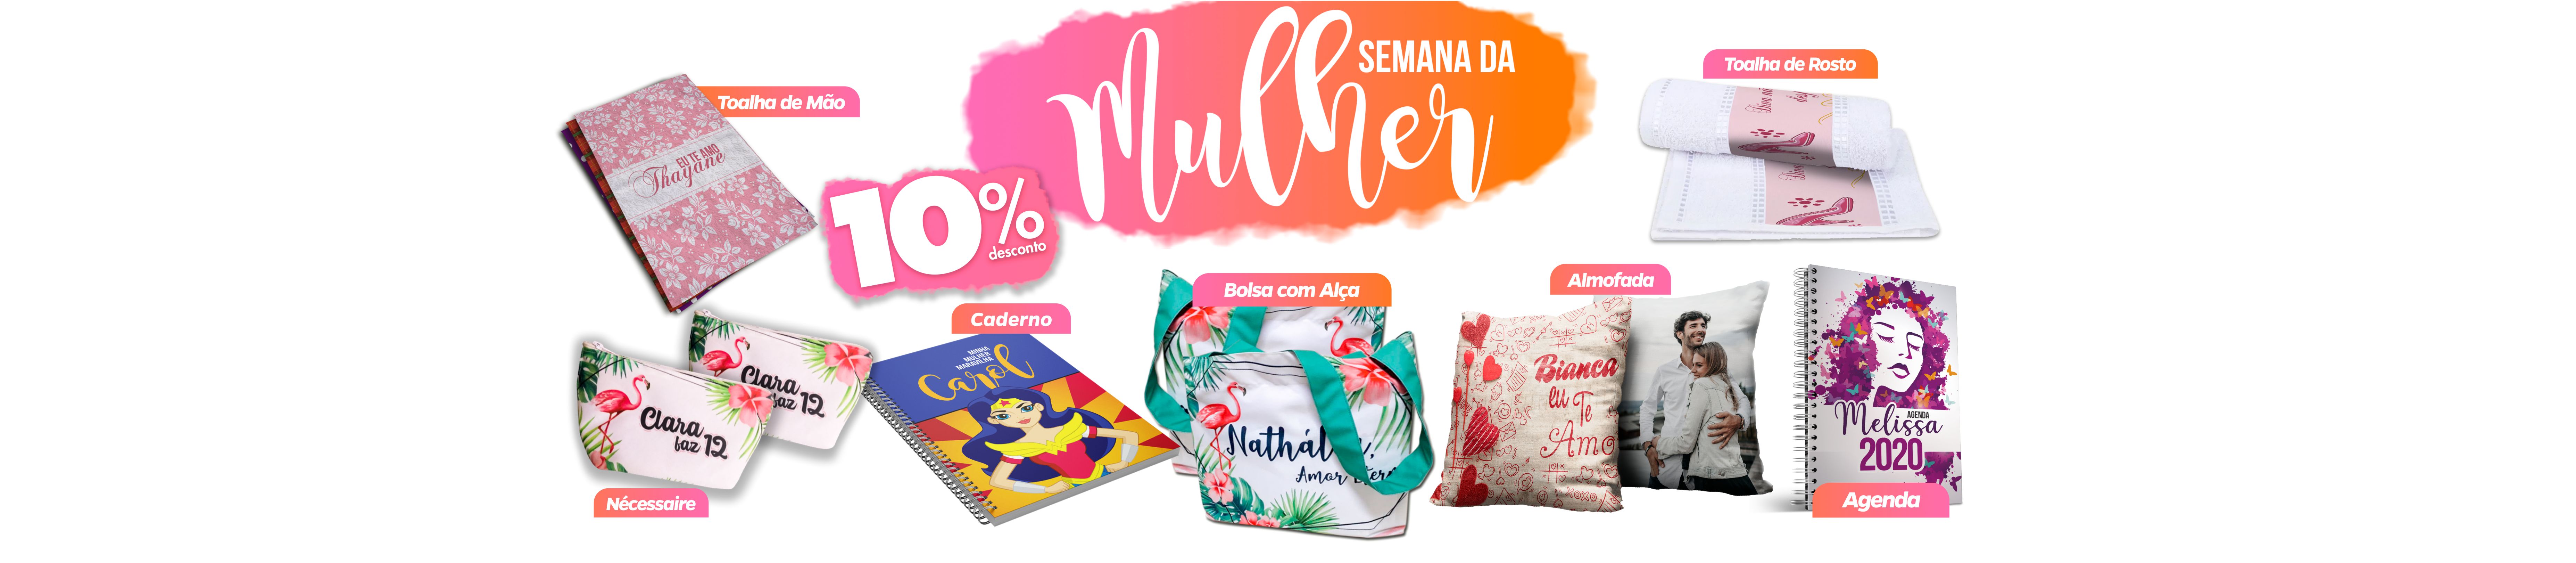 SEMANA DA
Mulher
10%
desconto
Toalha de Mão
EU TE AMO
Thayane
Toalha de Rosto
Nécessaire
Clara
faz 12
Clara
faz 12
Caderno
MINHA
MULHER
MARAVILHA
Carol
Bolsa com Alça
Amor
Almofada
Bianca
Eu Te
Amo
XOXO
AGENDA
Melissa
2020
Agenda